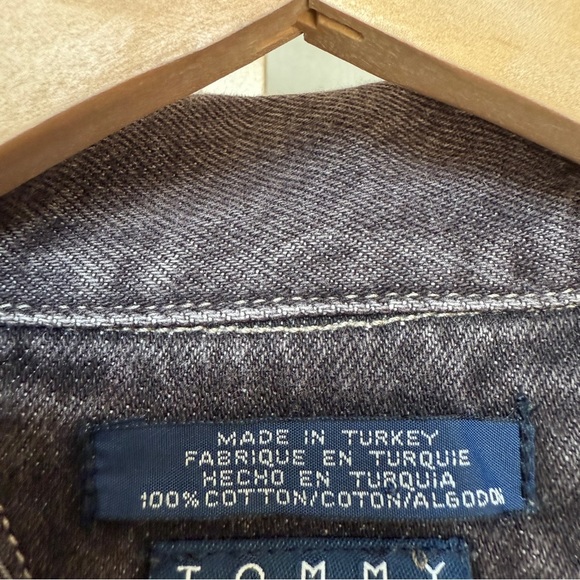 MADE IN TURKEY
FABRIQUE EN TURQUIE
HECHO EN TURQUIA
100% COTTON/COTON/ALGODON
TOMMY